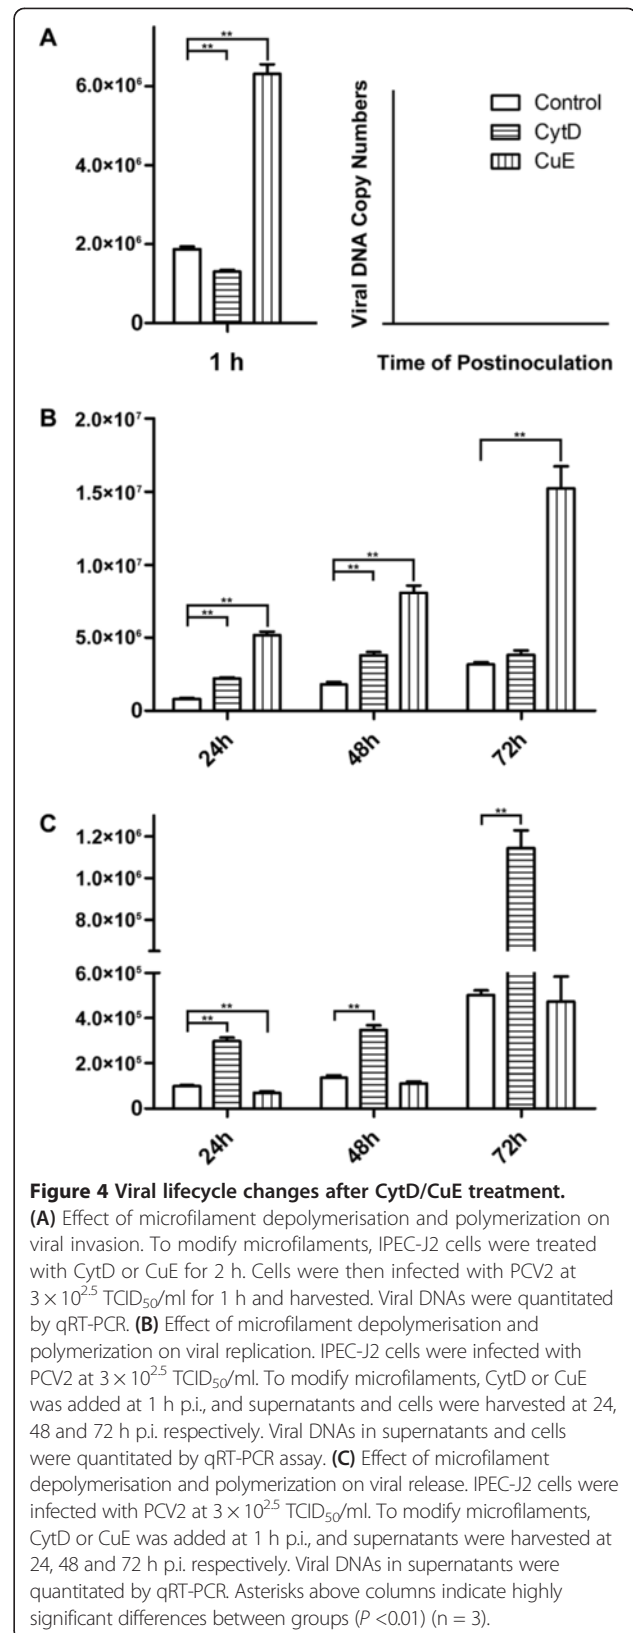 A
**
**
6.0×10⁶
4.0×10⁶
2.0×10⁶
0
1 h
Viral DNA Copy Numbers
Control
CytD
CuE
Time of Postinoculation
B
2.0×10⁷
1.5×10⁷
1.0×10⁷
5.0×10⁶
0
**
**
**
**
**
24h
48h
72h
C
1.2×10⁶
1.0×10⁶
8.0×10⁵
6.0×10⁵
4.0×10⁵
2.0×10⁵
0
**
**
**
**
24h
48h
72h
Figure 4 Viral lifecycle changes after CytD/CuE treatment.
(A) Effect of microfilament depolymerisation and polymerization on
viral invasion. To modify microfilaments, IPEC-J2 cells were treated
with CytD or CuE for 2 h. Cells were then infected with PCV2 at
3 × 10²·⁵ TCID₅₀/ml for 1 h and harvested. Viral DNAs were quantitated
by qRT-PCR. (B) Effect of microfilament depolymerisation and
polymerization on viral replication. IPEC-J2 cells were infected with
PCV2 at 3 × 10²·⁵ TCID₅₀/ml. To modify microfilaments, CytD or CuE
was added at 1 h p.i., and supernatants and cells were harvested at 24,
48 and 72 h p.i. respectively. Viral DNAs in supernatants and cells
were quantitated by qRT-PCR assay. (C) Effect of microfilament
depolymerisation and polymerization on viral release. IPEC-J2 cells were
infected with PCV2 at 3 × 10²·⁵ TCID₅₀/ml. To modify microfilaments,
CytD or CuE was added at 1 h p.i., and supernatants were harvested at
24, 48 and 72 h p.i. respectively. Viral DNAs in supernatants were
quantitated by qRT-PCR. Asterisks above columns indicate highly
significant differences between groups (P <0.01) (n = 3).